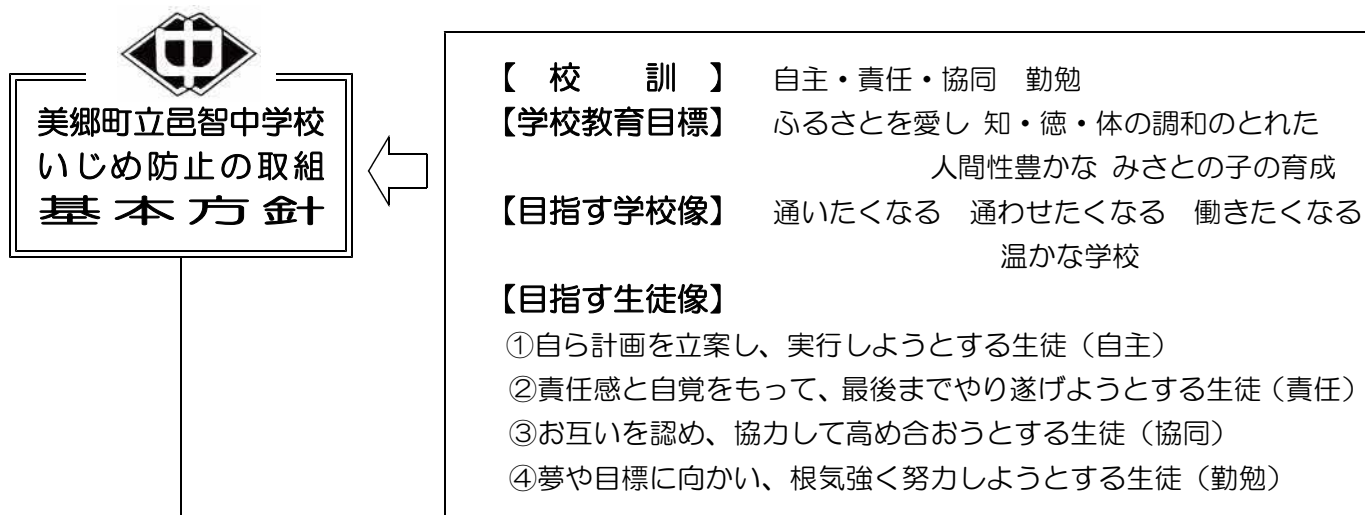 中
美郷町立邑智中学校
いじめ防止の取組
基本方針
【 校 訓 】 自主・責任・協同 勤勉
【学校教育目標】 ふるさとを愛し 知・徳・体の調和のとれた
人間性豊かな みさとの子の育成
【目指す学校像】 通いたくなる 通わせたくなる 働きたくなる
温かな学校
【目指す生徒像】
①自ら計画を立案し、実行しようとする生徒（自主）
②責任感と自覚をもって、最後までやり遂げようとする生徒（責任）
③お互いを認め、協力して高め合おうとする生徒（協同）
④夢や目標に向かい、根気強く努力しようとする生徒（勤勉）